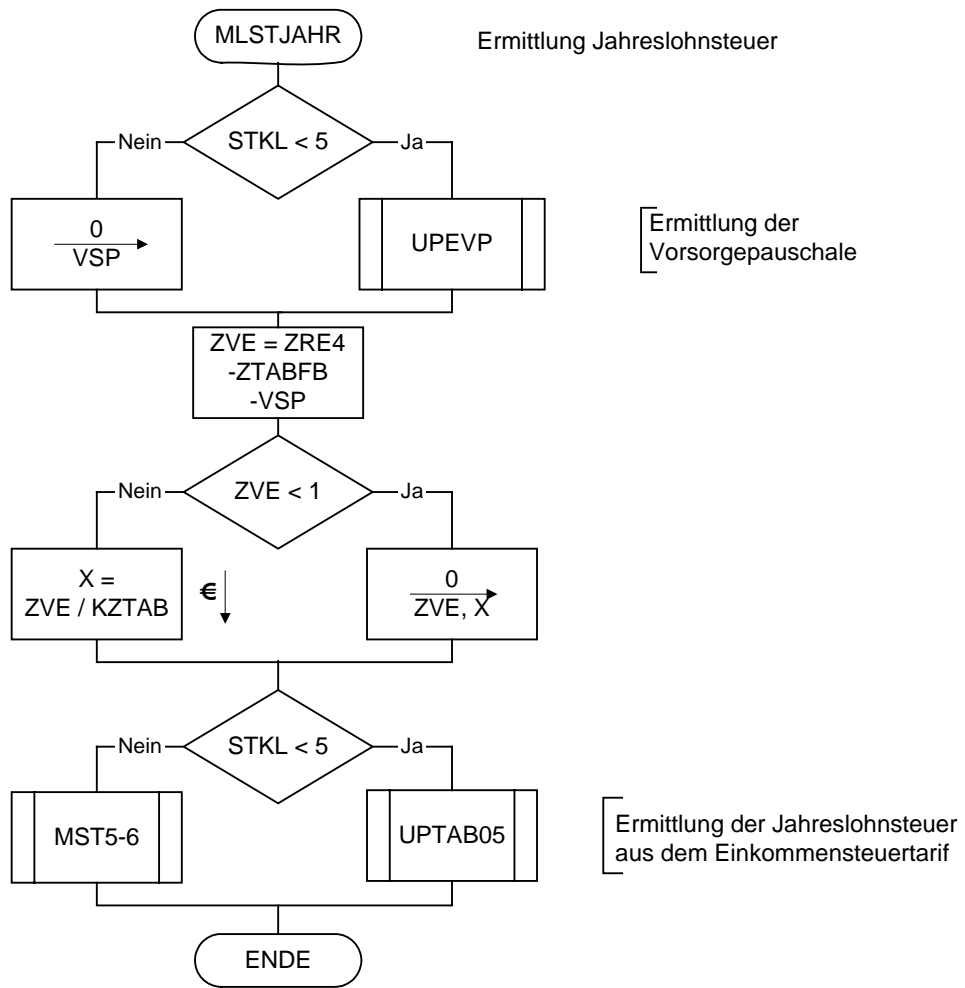 MLSTJAHR
Ermittlung Jahreslohnsteuer
Nein
STKL < 5
Ja
0
VSP
UPEVP
Ermittlung der
Vorsorgepauschale
ZVE = ZRE4
-ZTABFB
-VSP
Nein
ZVE < 1
Ja
X =
ZVE / KZTAB
€
0
ZVE, X
Nein
STKL < 5
Ja
MST5-6
UPTAB05
Ermittlung der Jahreslohnsteuer
aus dem Einkommensteuertarif
ENDE